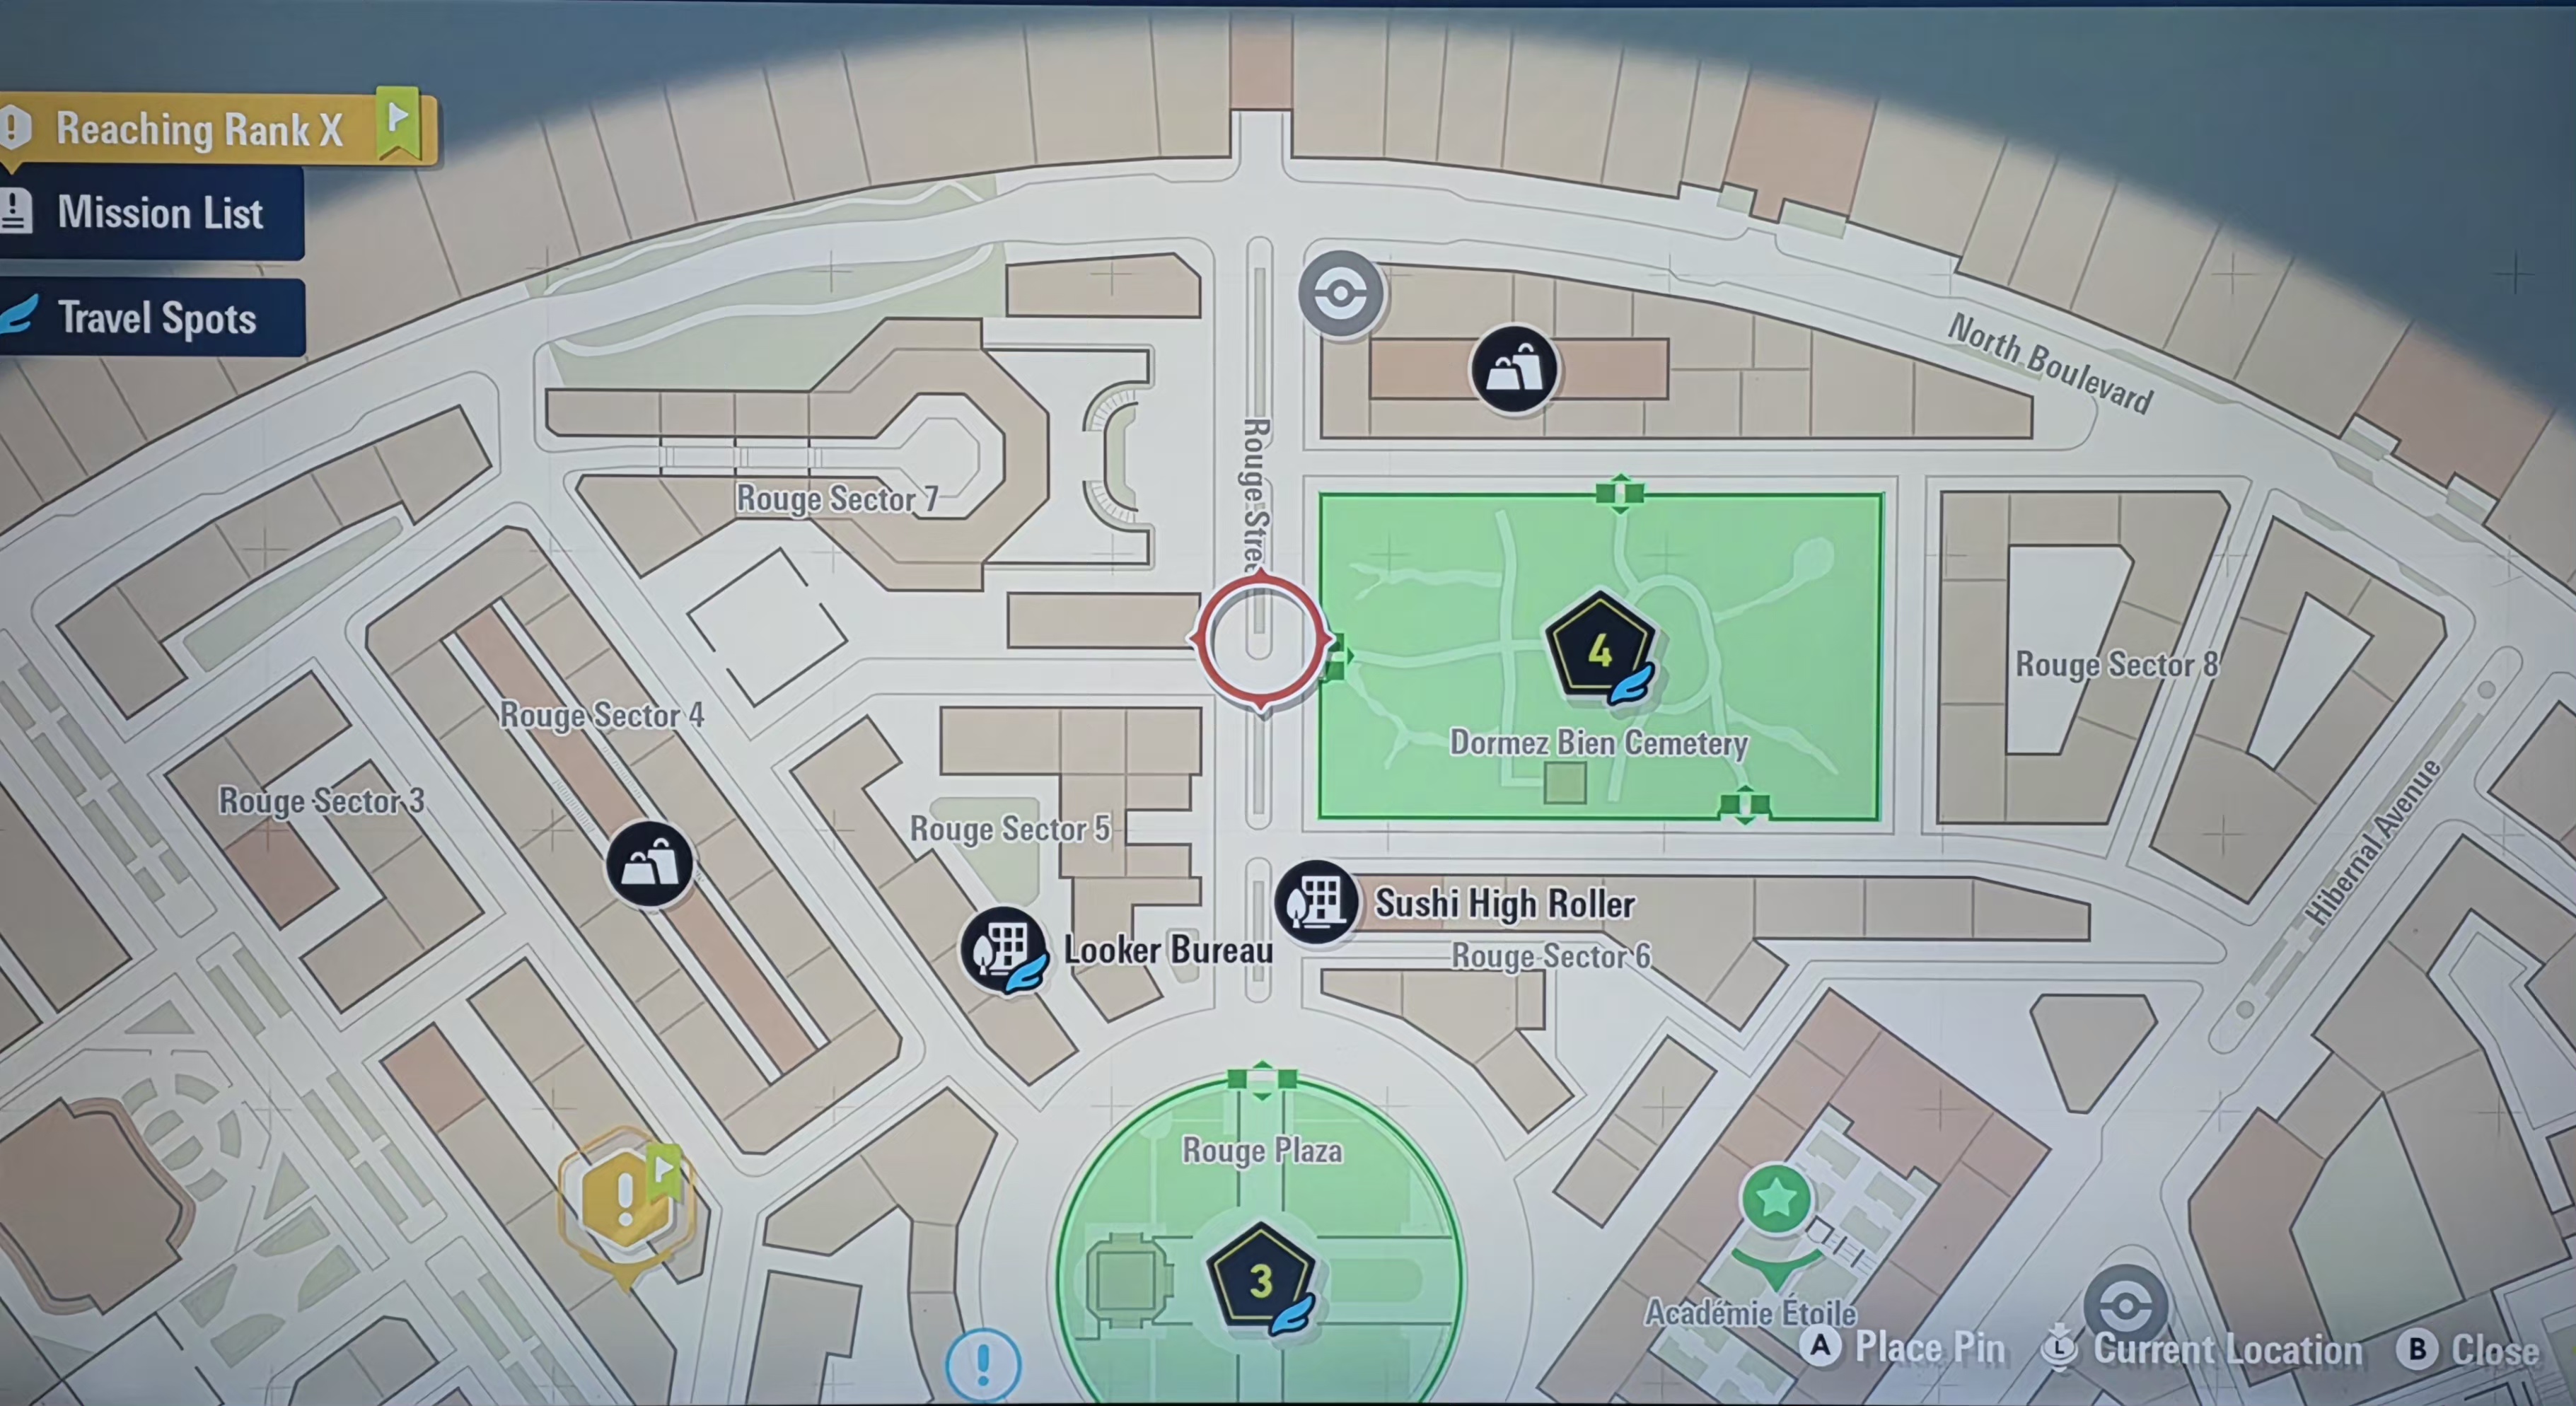 Reaching Rank X
Mission List
Travel Spots
North Boulevard
Rouge Street
Rouge Sector 7
4
Rouge Sector 8
Rouge Sector 4
Dormez Bien Cemetery
Rouge Sector 3
Rouge Sector 5
Hibernal Avenue
Sushi High Roller
Looker Bureau
Rouge Sector 6
Rouge Plaza
3
Académie Étoile
A Place Pin
L Current Location
B Close